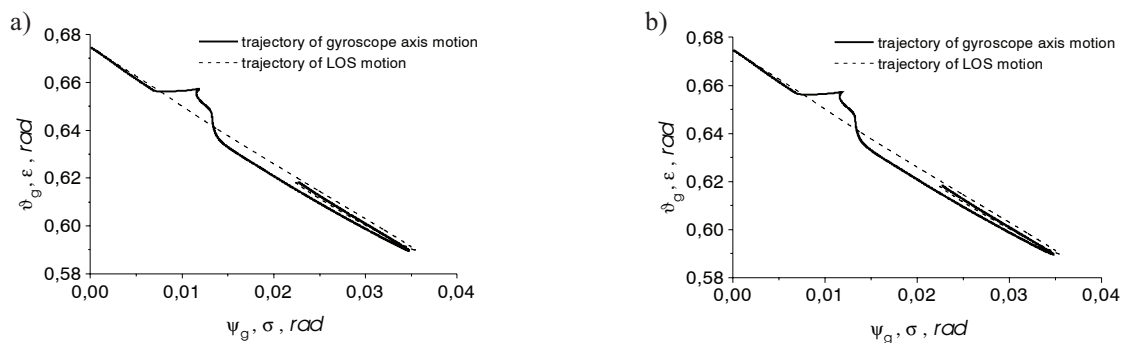 a)
0,68
0,66
0,64
0,62
0,60
0,58
ϑg, ε, rad
trajectory of gyroscope axis motion
trajectory of LOS motion
0,00 0,01 0,02 0,03 0,04
ψg, σ, rad
b)
0,68
0,66
0,64
0,62
0,60
0,58
ϑg, ε, rad
trajectory of gyroscope axis motion
trajectory of LOS motion
0,00 0,01 0,02 0,03 0,04
ψg, σ, rad